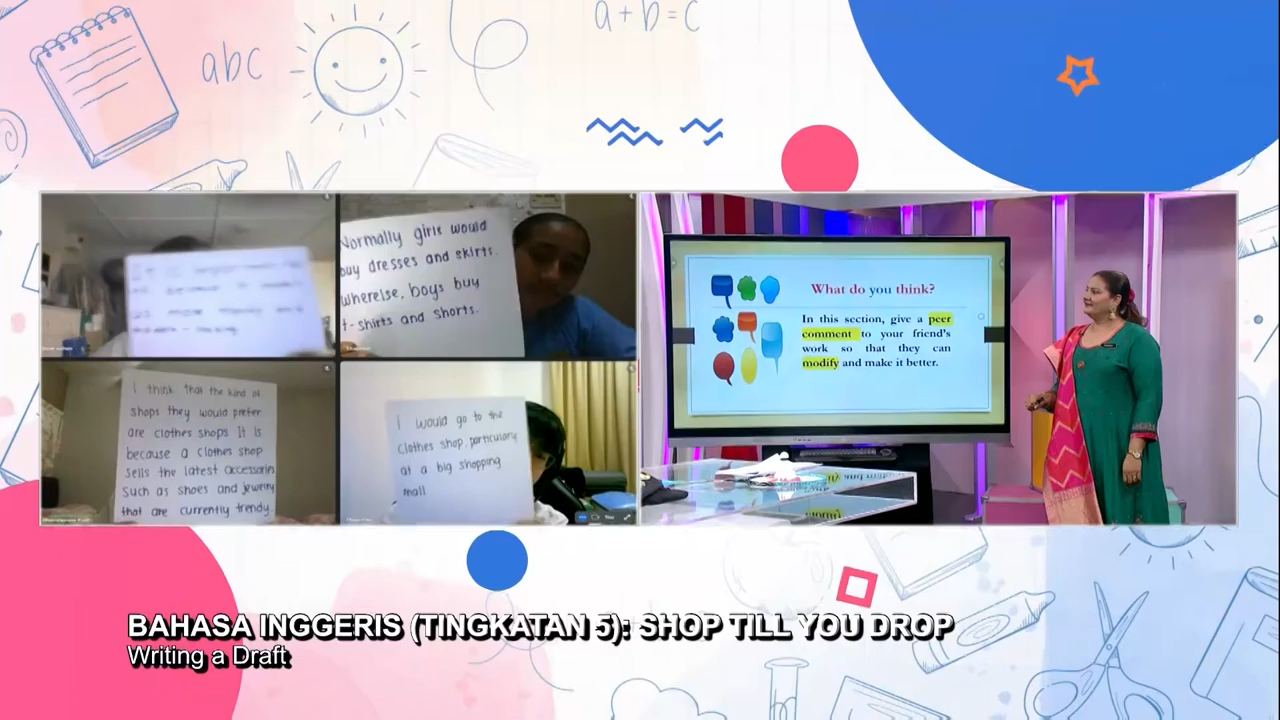 abc
a+b=c
Normally girls would
buy dresses and skirts.
wherelse, boys buy
t-shirts and shorts.
I think that the kind of
shops they would prefer
are clothes shops It is
because a clothes shop
sells the latest accessories
such as shoes and jewelry
that are currently trendy.
I would go to the
clothes shop, particulary
at a big shopping
mall
What do you think?
In this section, give a peer
comment to your friend's
work so that they can
modify and make it better.
BAHASA INGGERIS (TINGKATAN 5): SHOP TILL YOU DROP
Writing a Draft